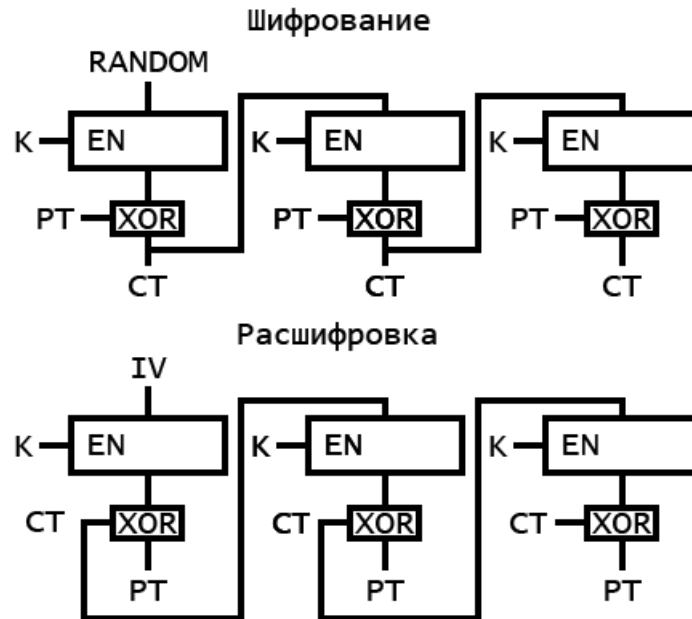 Шифрование
RANDOM
K EN K EN K EN
PT XOR PT XOR PT XOR
CT CT CT
Расшифровка
IV
K EN K EN K EN
CT XOR CT XOR CT XOR
PT PT PT